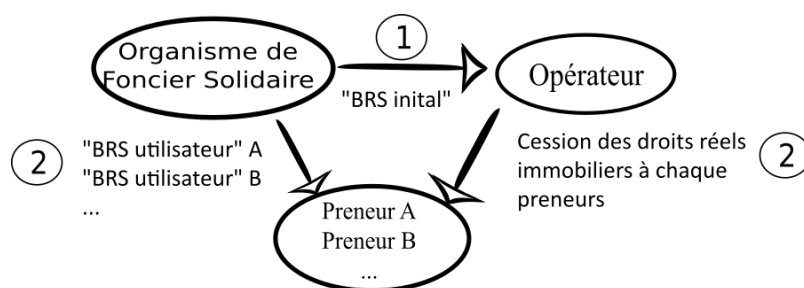 Organisme de
Foncier Solidaire
1
"BRS inital"
Opérateur
2
"BRS utilisateur" A
"BRS utilisateur" B
...
Cession des droits réels
immobiliers à chaque
preneurs
2
Preneur A
Preneur B
...